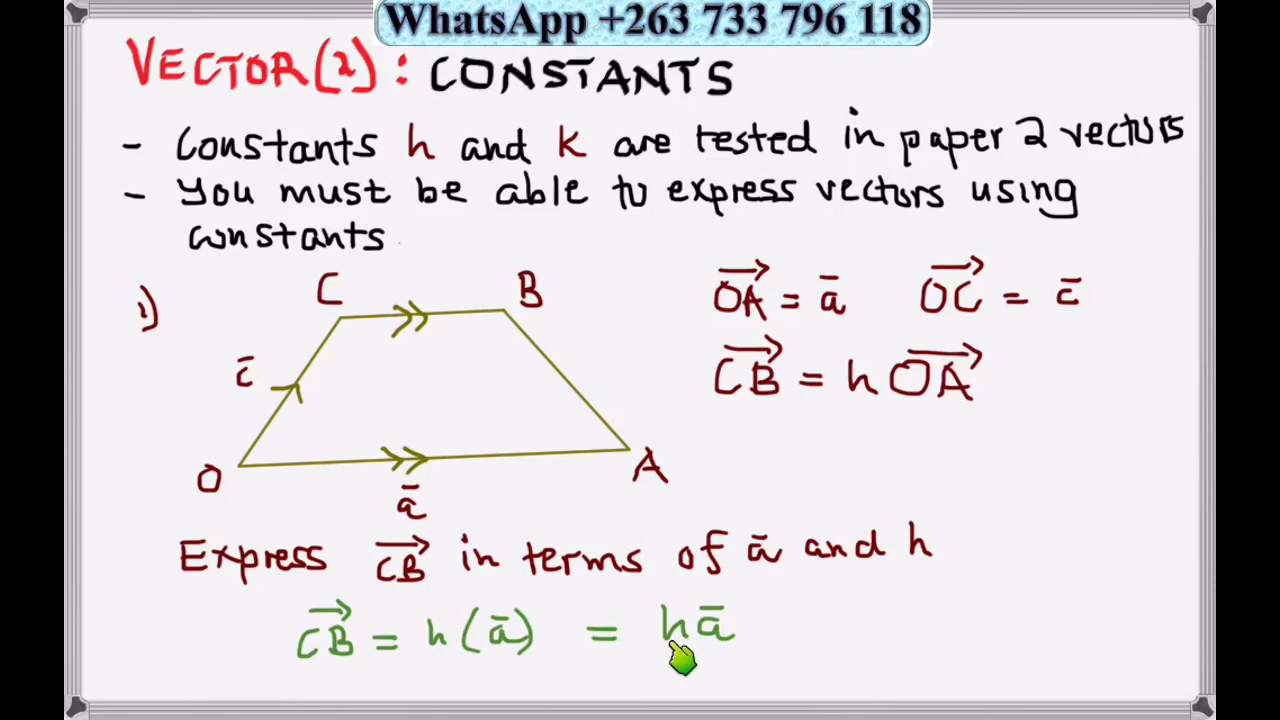 WhatsApp +263 733 796 118
VECTOR(2): CONSTANTS
- Constants h and k are tested in paper 2 vectors
- You must be able to express vectors using
constants
1)
C
B
c̄
O
A
ā
→OA = ā →OC = c̄
→CB = h →OA
Express →CB in terms of ā and h
→CB = h(ā) = hā